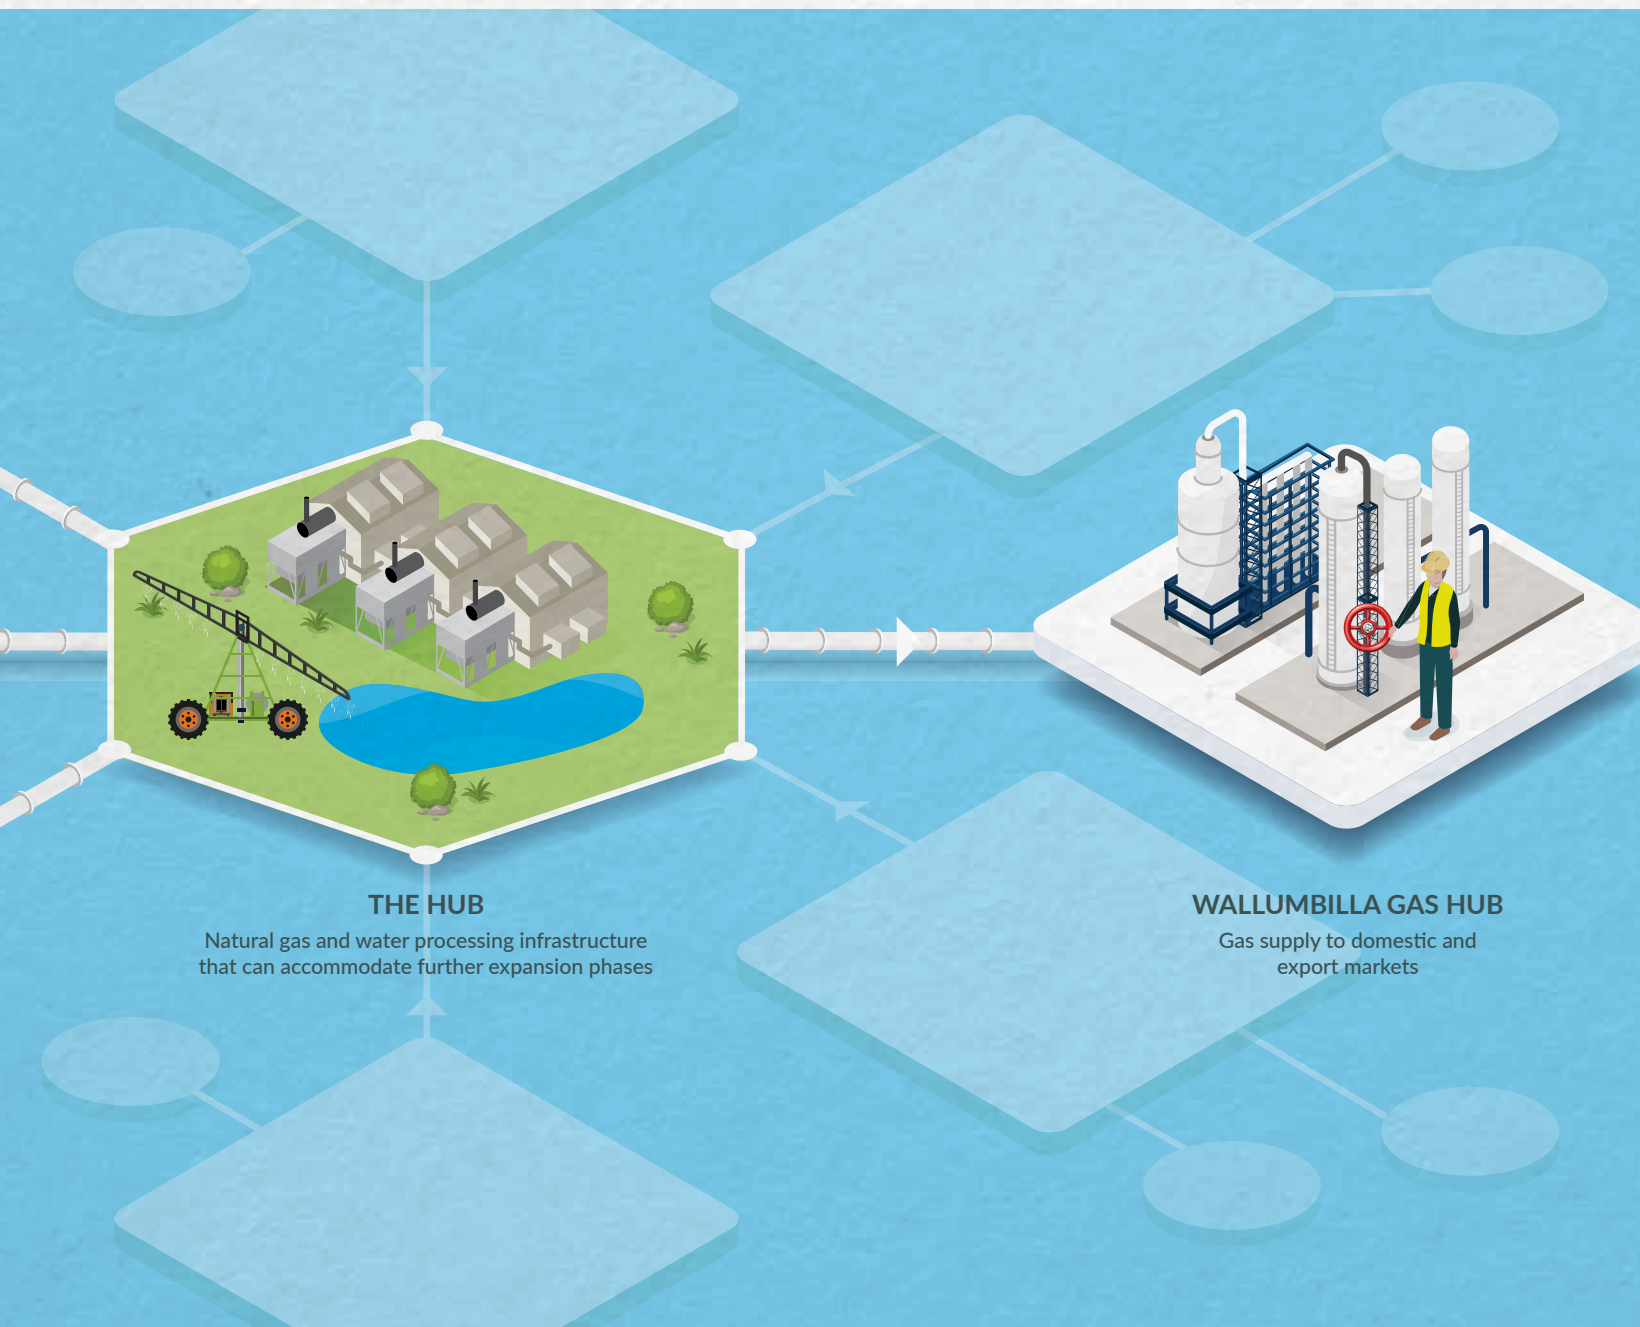 THE HUB
Natural gas and water processing infrastructure
that can accommodate further expansion phases
WALLUMBILLA GAS HUB
Gas supply to domestic and
export markets